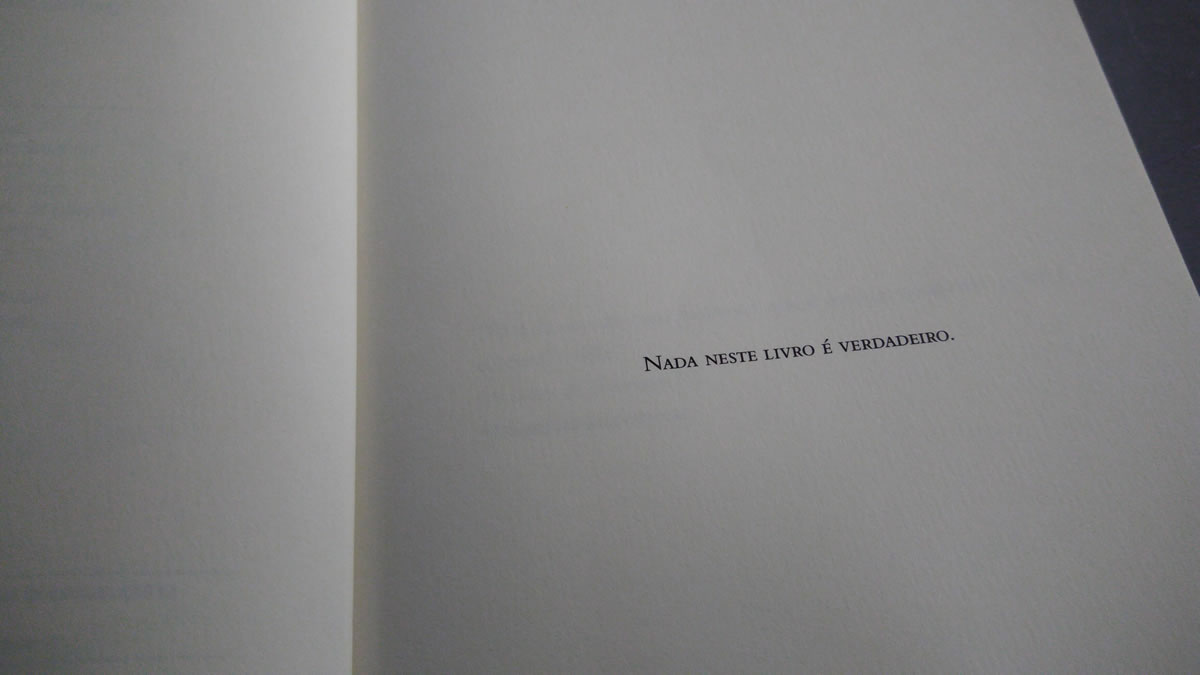 Nada neste livro é verdadeiro.